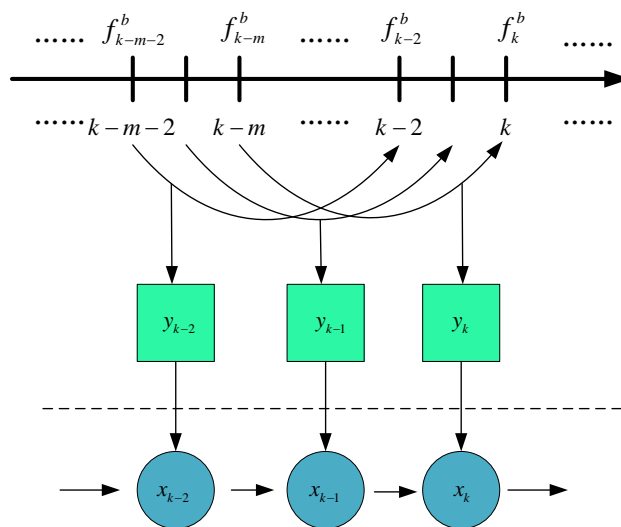 …… f^b_{k-m-2} f^b_{k-m} …… f^b_{k-2} f^b_k ……
…… k-m-2 k-m …… k-2 k ……
y_{k-2} y_{k-1} y_k
x_{k-2} x_{k-1} x_k